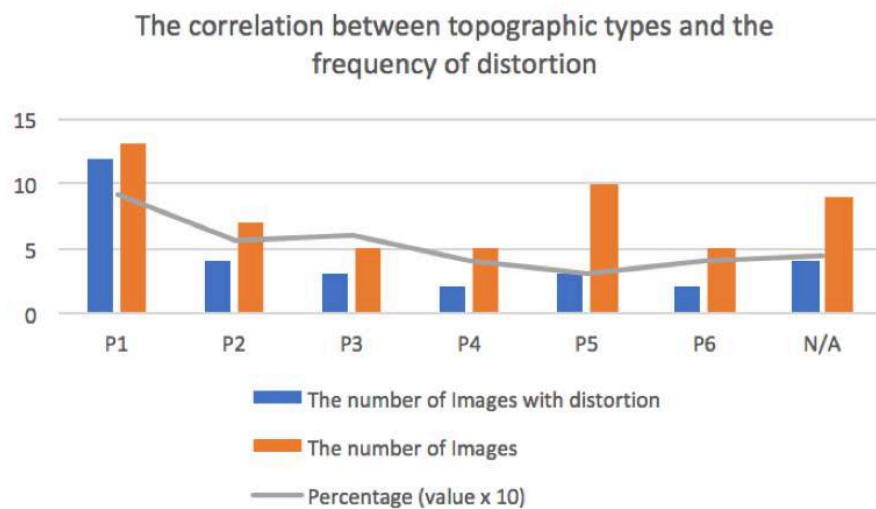 The correlation between topographic types and the
frequency of distortion
15
10
5
0
P1 P2 P3 P4 P5 P6 N/A
The number of Images with distortion
The number of Images
Percentage (value x 10)